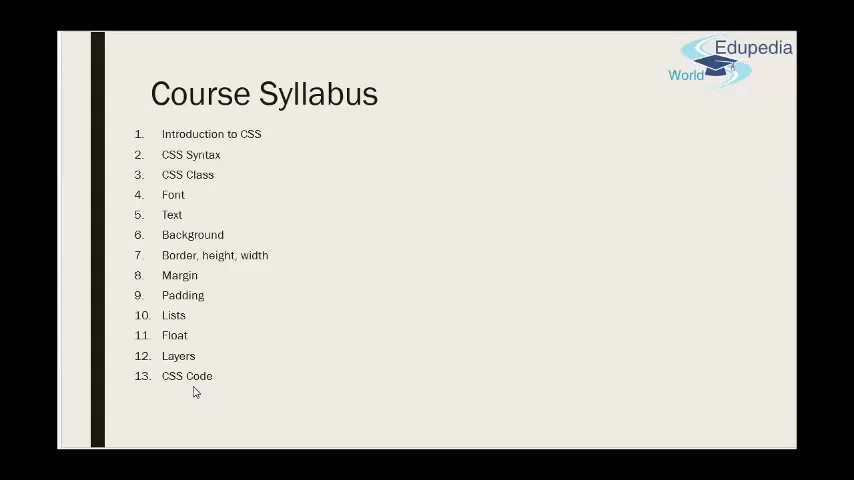 Edupedia
World
Course Syllabus
1. Introduction to CSS
2. CSS Syntax
3. CSS Class
4. Font
5. Text
6. Background
7. Border, height, width
8. Margin
9. Padding
10. Lists
11. Float
12. Layers
13. CSS Code